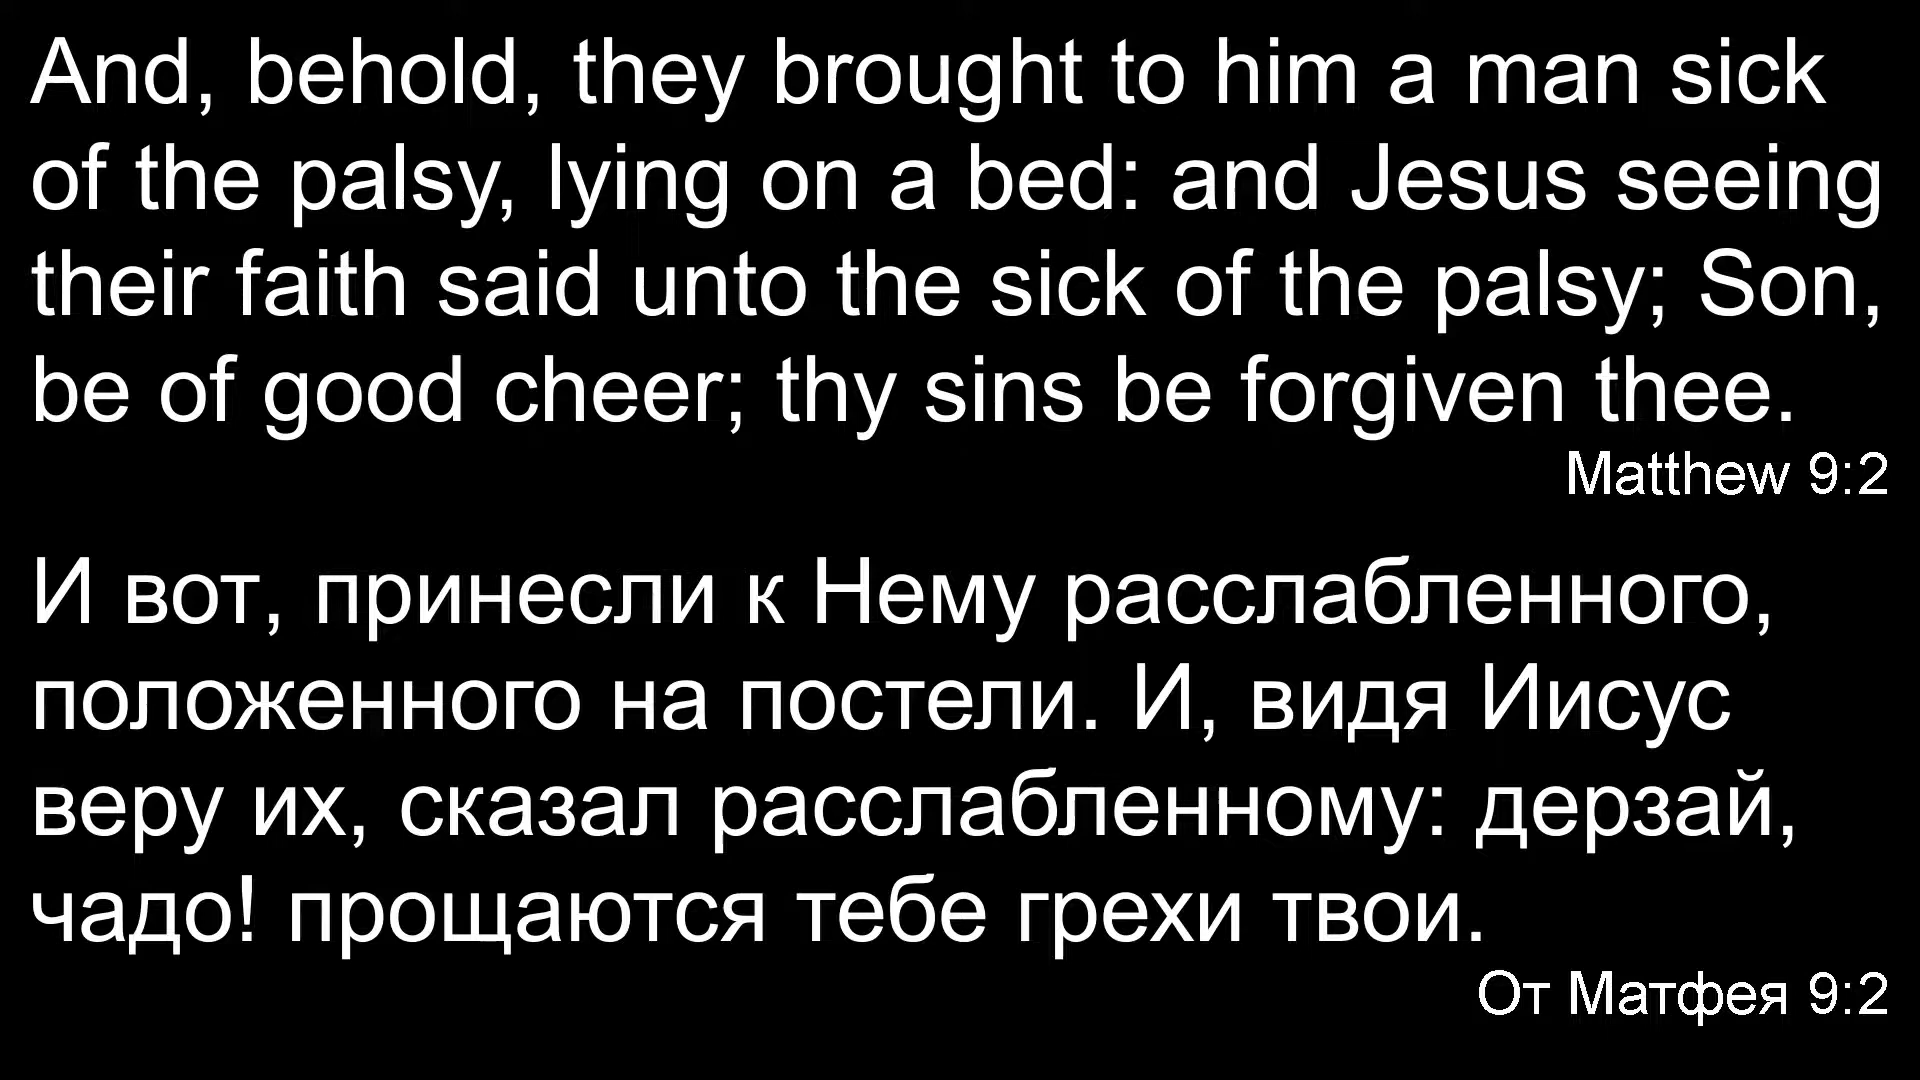 And, behold, they brought to him a man sick
of the palsy, lying on a bed: and Jesus seeing
their faith said unto the sick of the palsy; Son,
be of good cheer; thy sins be forgiven thee.
Matthew 9:2
И вот, принесли к Нему расслабленного,
положенного на постели. И, видя Иисус
веру их, сказал расслабленному: дерзай,
чадо! прощаются тебе грехи твои.
От Матфея 9:2